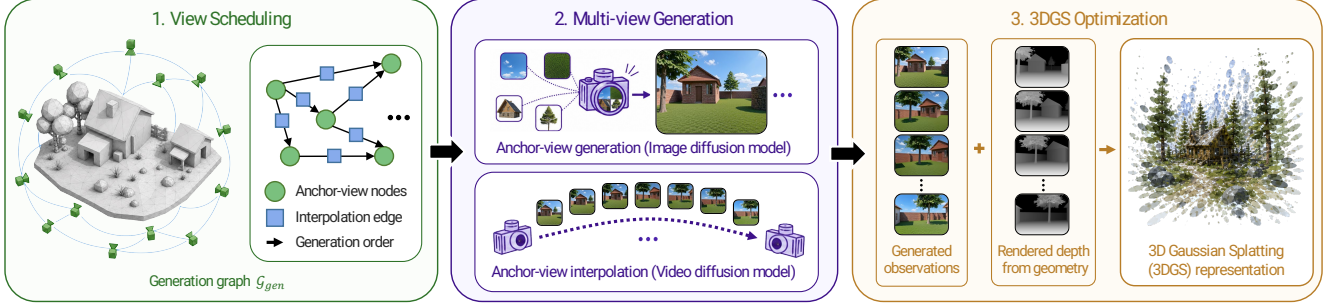 1. View Scheduling
Anchor-view nodes
Interpolation edge
Generation order
Generation graph 𝒢gen
2. Multi-view Generation
Anchor-view generation (Image diffusion model)
Anchor-view interpolation (Video diffusion model)
3. 3DGS Optimization
Generated
observations
Rendered depth
from geometry
3D Gaussian Splatting
(3DGS) representation